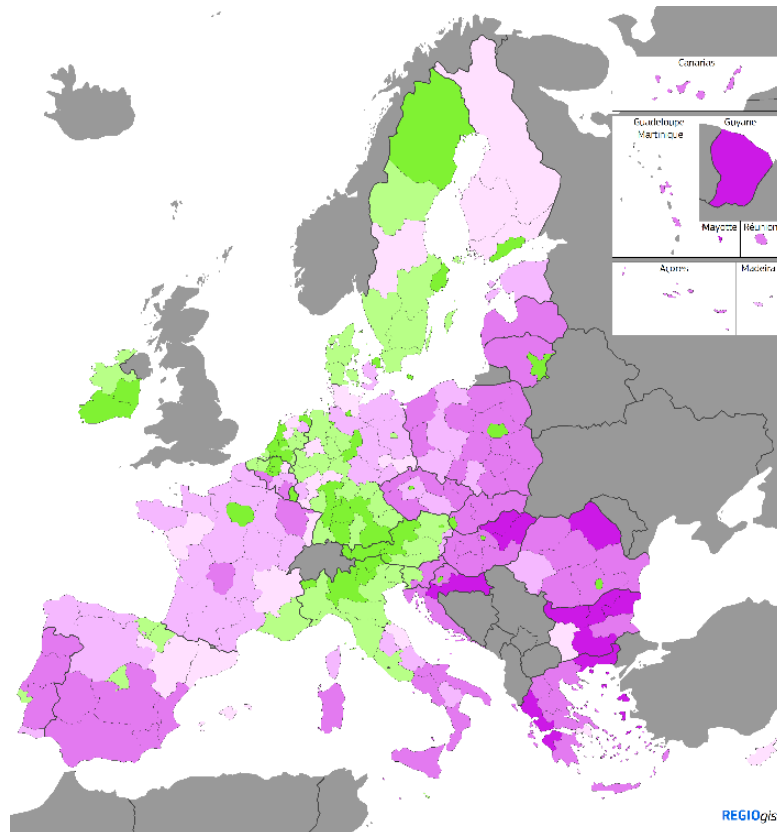 Canarias
Guadeloupe
Martinique
Guyane
Mayotte
Réunion
Açores
Madeira
REGIOgis